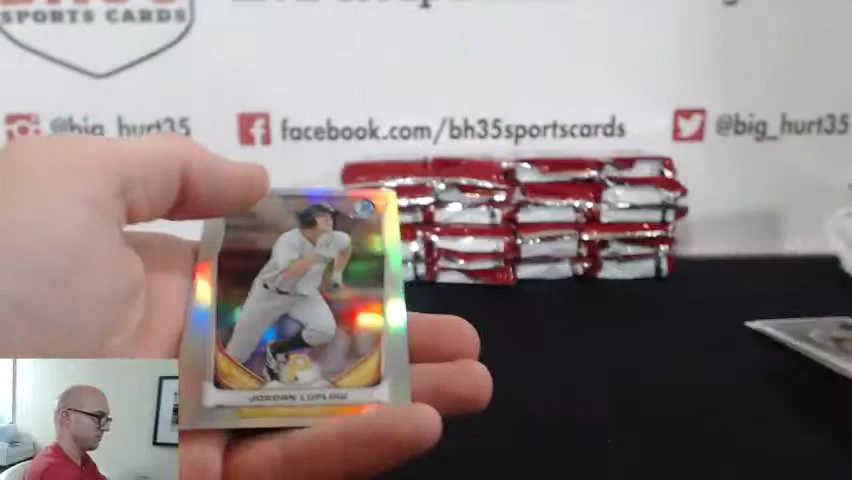 SPORTS CARDS
@big_hurt35
facebook.com/bh35sportscards
@big_hurt35
JORDAN LUPLOW
P